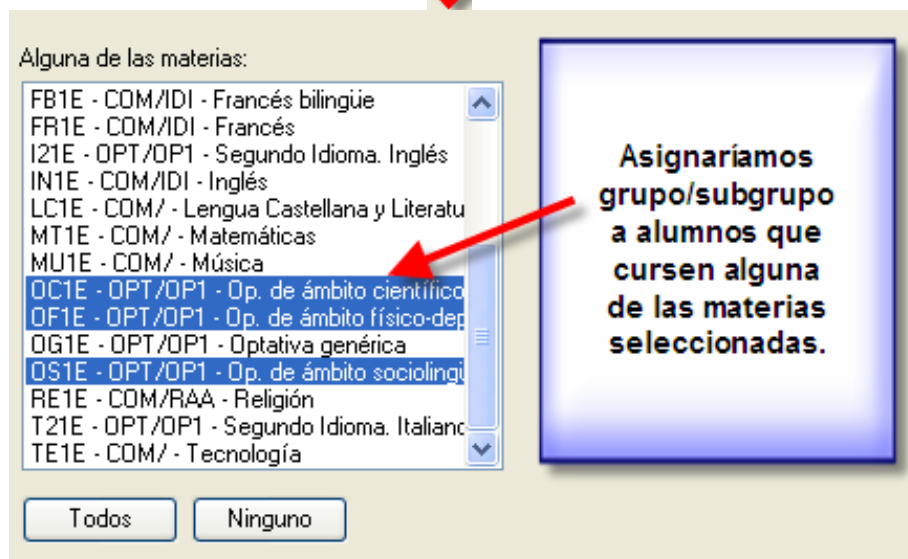 Alguna de las materias:
FB1E - COM/IDI - Francés bilingüe
FR1E - COM/IDI - Francés
I21E - OPT/OP1 - Segundo Idioma. Inglés
IN1E - COM/IDI - Inglés
LC1E - COM/ - Lengua Castellana y Literatu
MT1E - COM/ - Matemáticas
MU1E - COM/ - Música
OC1E - OPT/OP1 - Op. de ámbito científico
OF1E - OPT/OP1 - Op. de ámbito físico-dep
OG1E - OPT/OP1 - Optativa genérica
OS1E - OPT/OP1 - Op. de ámbito sociolingü
RE1E - COM/RAA - Religión
T21E - OPT/OP1 - Segundo Idioma. Italiano
TE1E - COM/ - Tecnología
Todos
Ninguno
Asignaríamos
grupo/subgrupo
a alumnos que
cursen alguna
de las materias
seleccionadas.